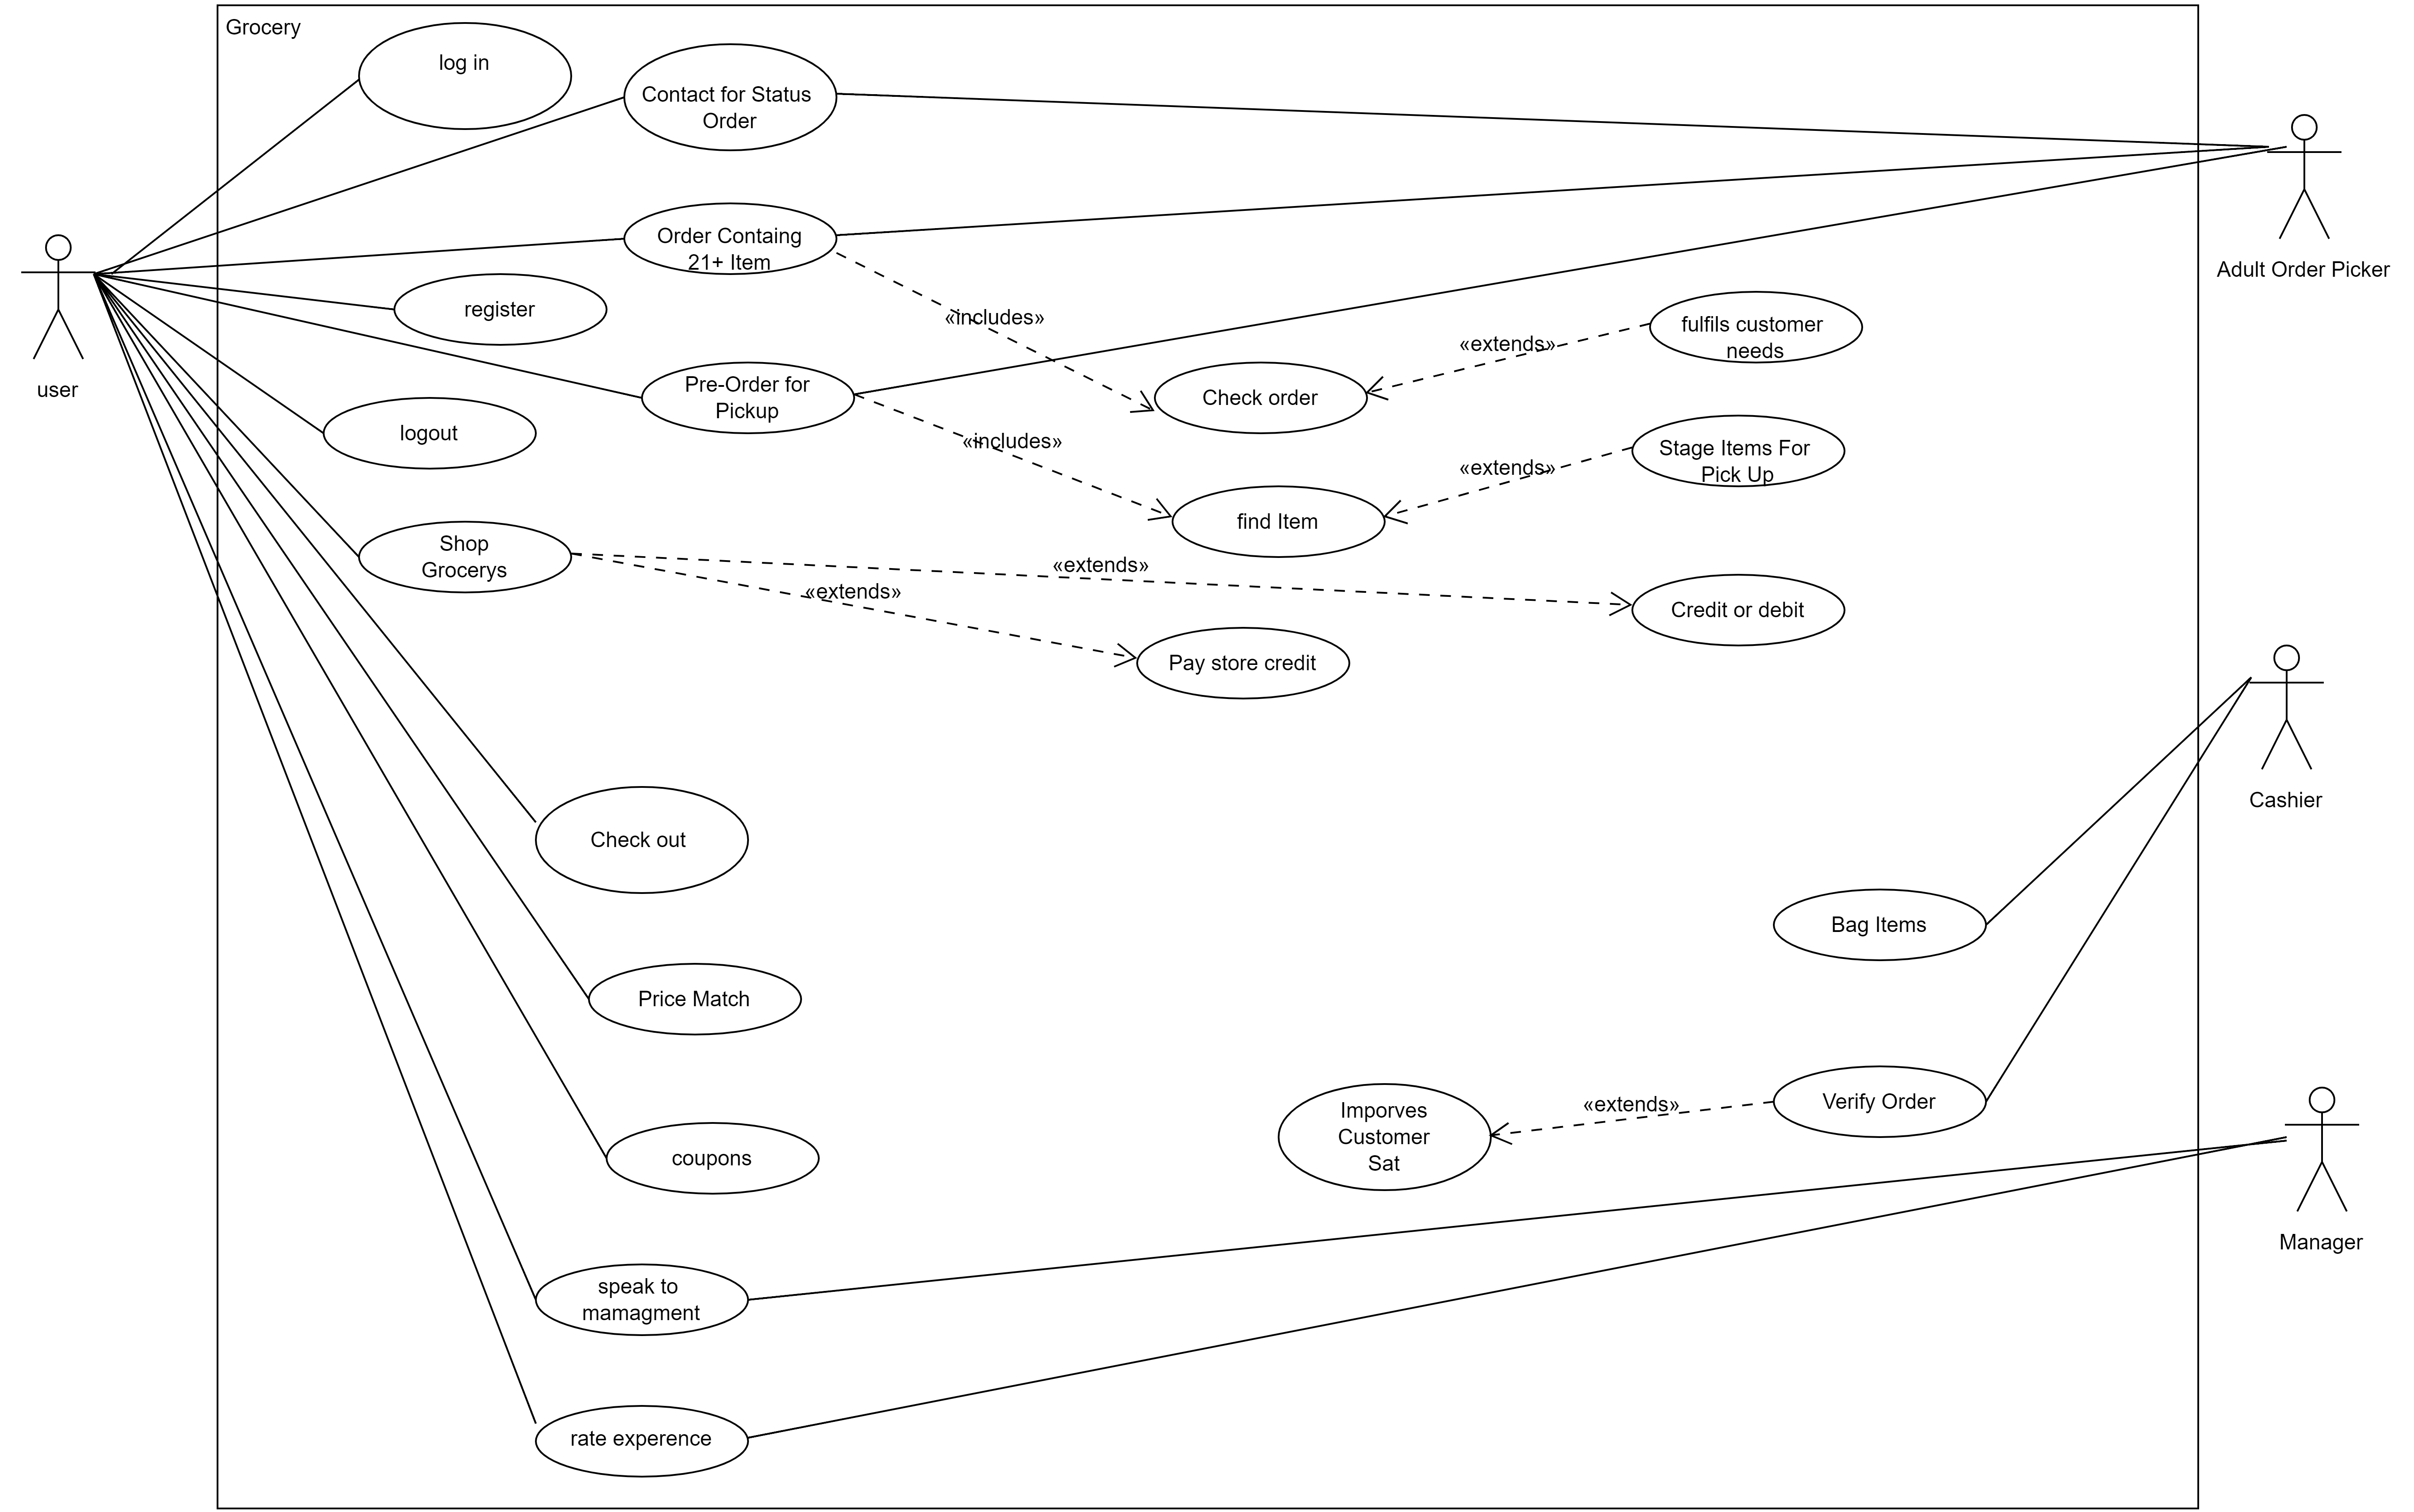 Grocery
log in
Contact for Status
Order
Order Containg
21+ Item
Adult Order Picker
register
«includes»
fulfils customer
needs
«extends»
user
Pre-Order for
Pickup
Check order
logout
«includes»
Stage Items For
Pick Up
«extends»
find Item
Shop
Grocerys
«extends»
«extends»
Credit or debit
Pay store credit
Cashier
Check out
Bag Items
Price Match
Verify Order
«extends»
Imporves
Customer
Sat
coupons
Manager
speak to
mamagment
rate experence